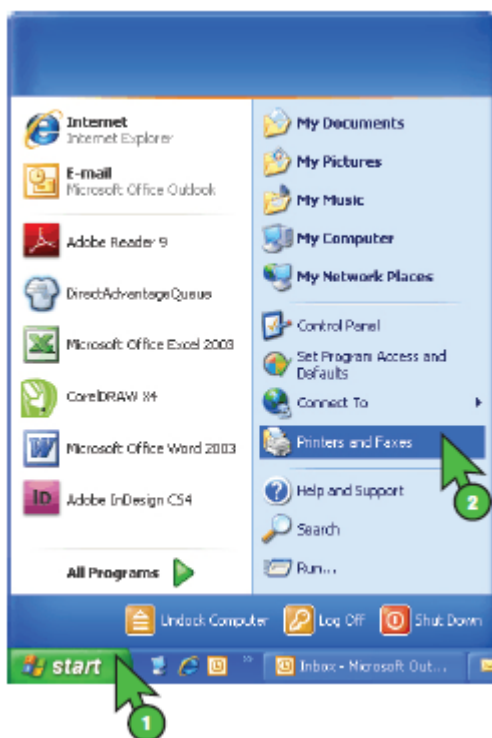 Internet
Internet Explorer
E-mail
Microsoft Office Outlook
Adobe Reader 9
DirectAdvantageQueue
Microsoft Office Excel 2003
CorelDRAW X4
Microsoft Office Word 2003
Adobe InDesign CS4
All Programs
My Documents
My Pictures
My Music
My Computer
My Network Places
Control Panel
Set Program Access and
Defaults
Connect To
Printers and Faxes
2
Help and Support
Search
Run...
Undock Computer
Log Off
Shut Down
start
Inbox - Microsoft Out...
1